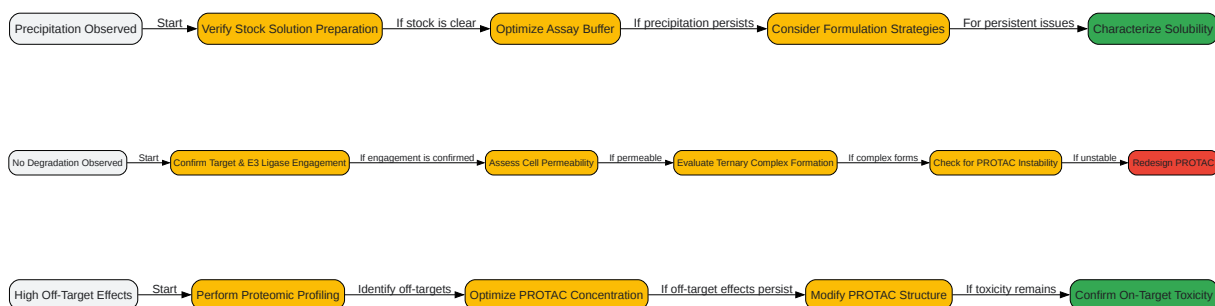 Precipitation Observed
Start
Verify Stock Solution Preparation
If stock is clear
Optimize Assay Buffer
If precipitation persists
Consider Formulation Strategies
For persistent issues
Characterize Solubility
No Degradation Observed
Start
Confirm Target & E3 Ligase Engagement
If engagement is confirmed
Assess Cell Permeability
If permeable
Evaluate Ternary Complex Formation
If complex forms
Check for PROTAC Instability
If unstable
Redesign PROTAC
High Off-Target Effects
Start
Perform Proteomic Profiling
Identify off-targets
Optimize PROTAC Concentration
If off-target effects persist
Modify PROTAC Structure
If toxicity remains
Confirm On-Target Toxicity